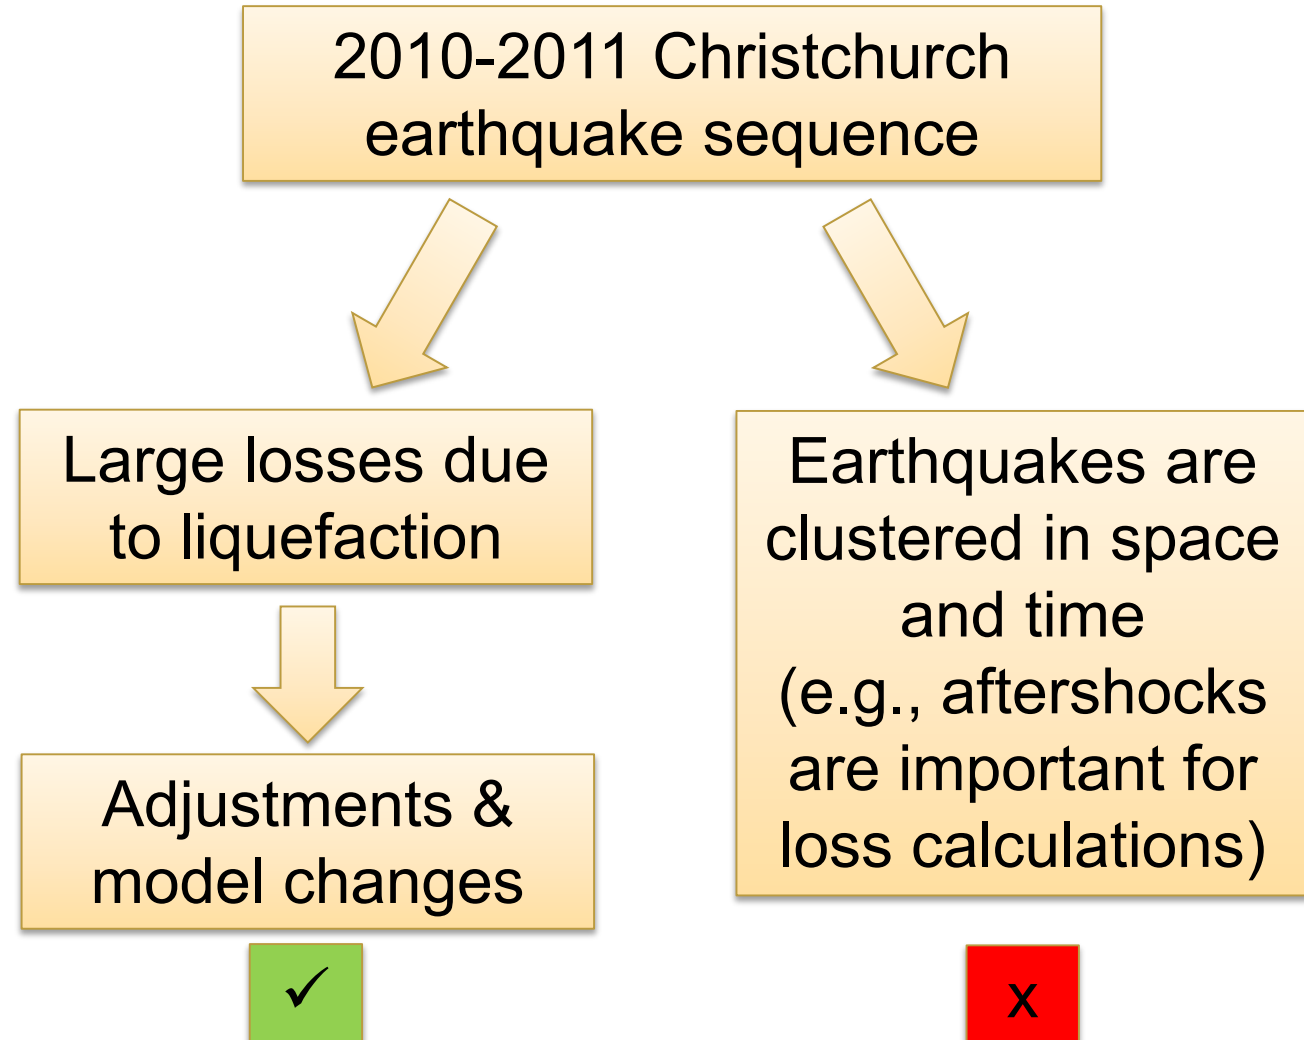 2010-2011 Christchurch
earthquake sequence
Large losses due
to liquefaction
Adjustments &
model changes
✓
Earthquakes are
clustered in space
and time
(e.g., aftershocks
are important for
loss calculations)
x